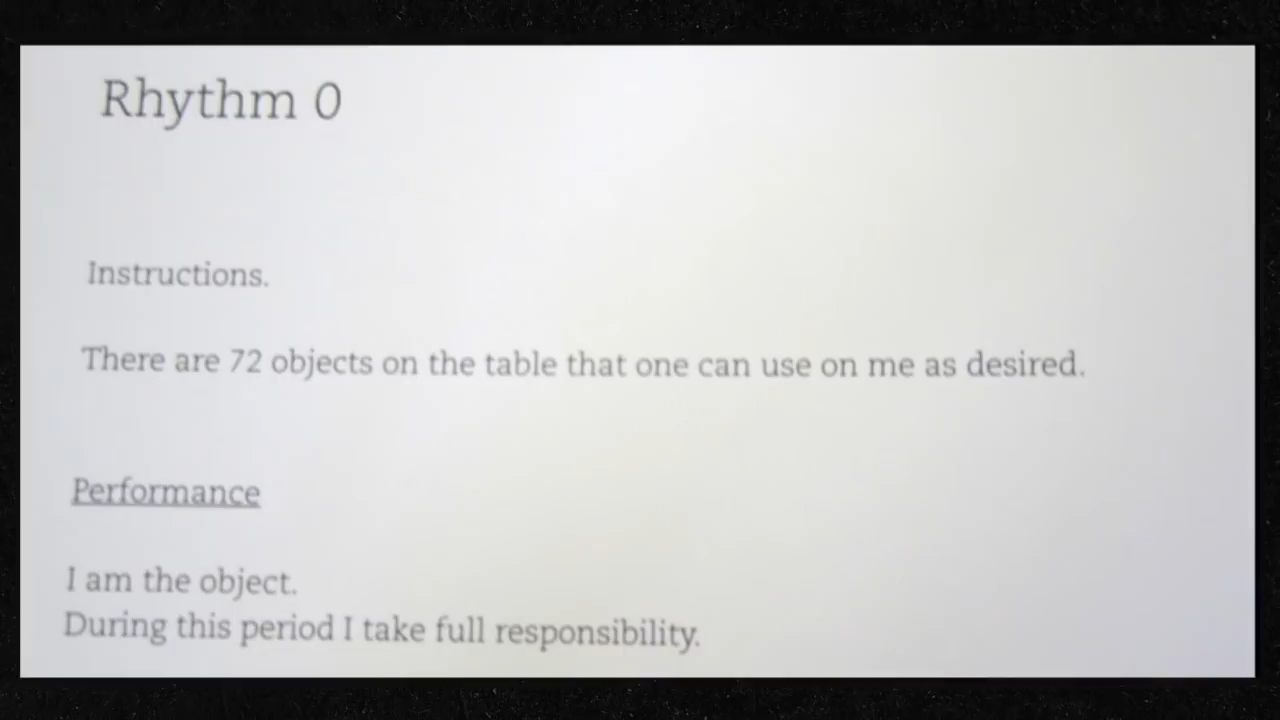 Rhythm 0
Instructions.
There are 72 objects on the table that one can use on me as desired.
Performance
I am the object.
During this period I take full responsibility.